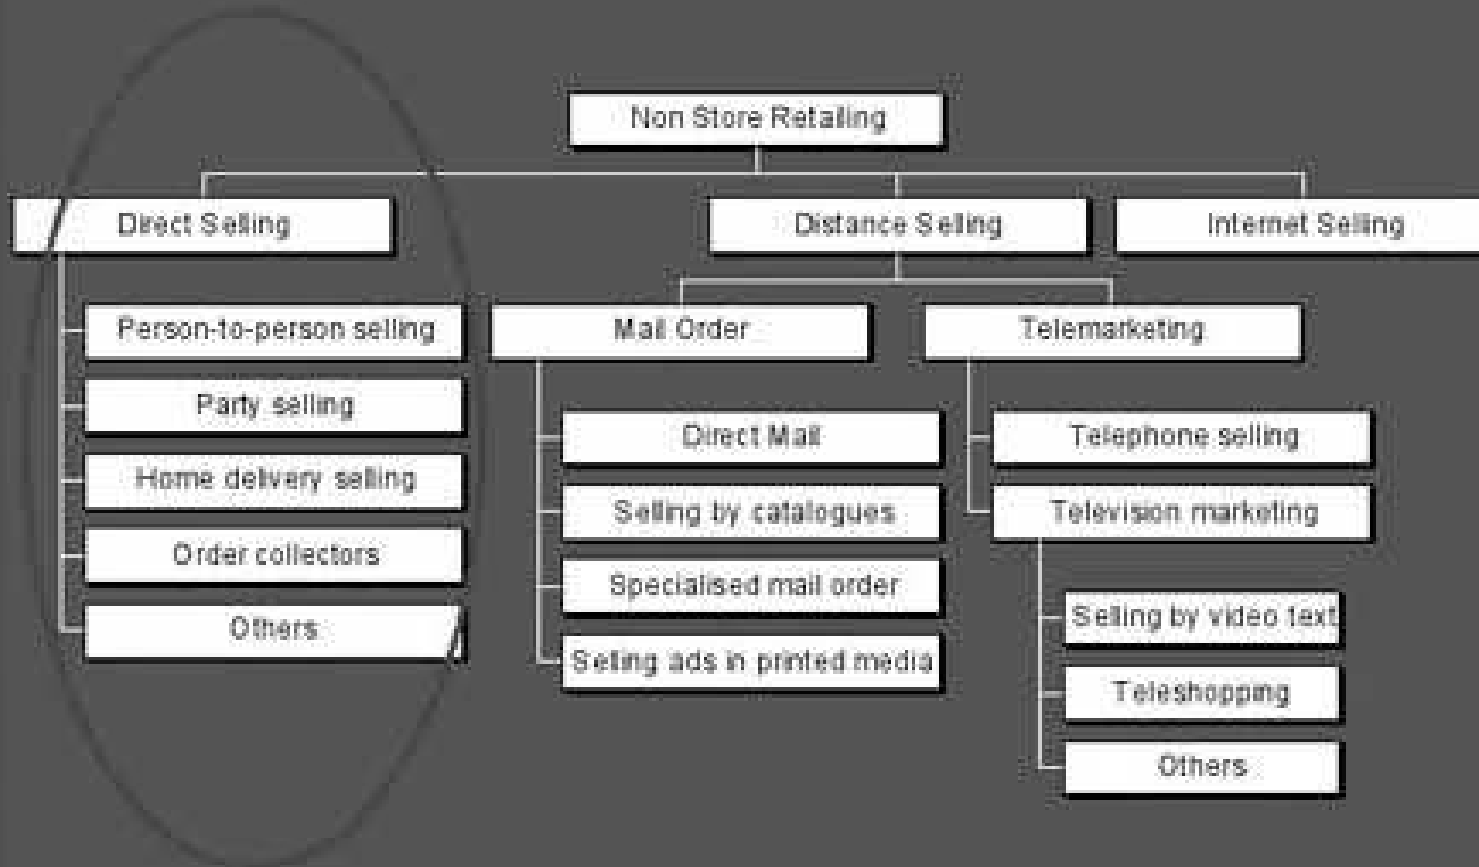 Non Store Retailing
Direct Selling
Distance Selling
Internet Selling
Person-to-person selling
Party selling
Home delivery selling
Order collectors
Others
Mail Order
Direct Mail
Selling by catalogues
Specialised mail order
Selling ads in printed media
Telemarketing
Telephone selling
Television marketing
Selling by video text
Teleshopping
Others